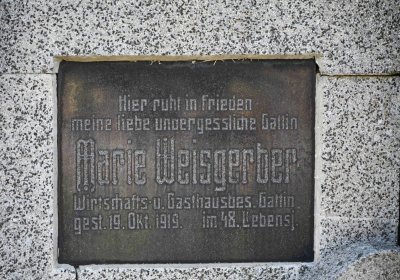 Hier ruht in Frieden
meine liebe unvergessliche Gattin
Marie Weisgerber
Wirtschafts- u. Gasthausbes. Gattin
gest. 19. Okt. 1919. im 48. Lebensj.